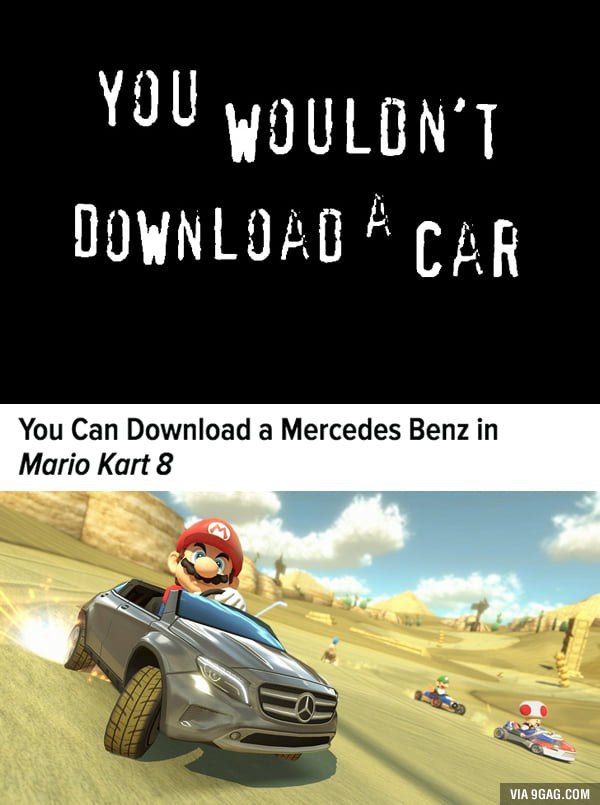 YOU WOULDN'T
DOWNLOAD A CAR
You Can Download a Mercedes Benz in
Mario Kart 8
M
VIA 9GAG.COM